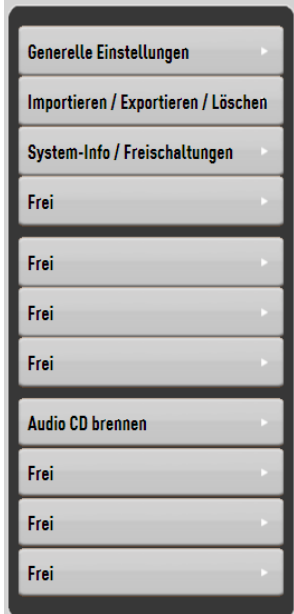 Generelle Einstellungen
Importieren / Exportieren / Löschen
System-Info / Freischaltungen
Frei
Frei
Frei
Frei
Audio CD brennen
Frei
Frei
Frei